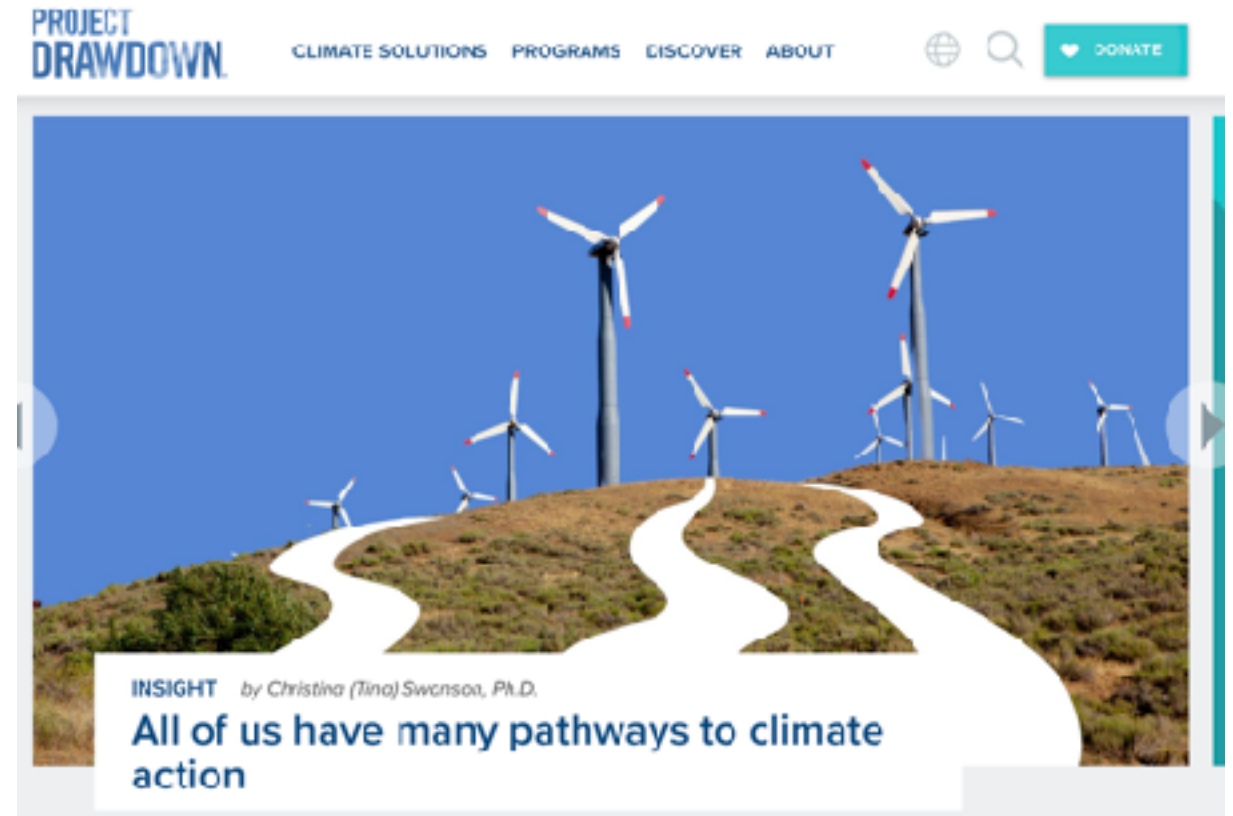 PROJECT
DRAWDOWN.
CLIMATE SOLUTIONS PROGRAMS DISCOVER ABOUT DONATE
INSIGHT by Christina (Tina) Swanson, Ph.D.
All of us have many pathways to climate
action